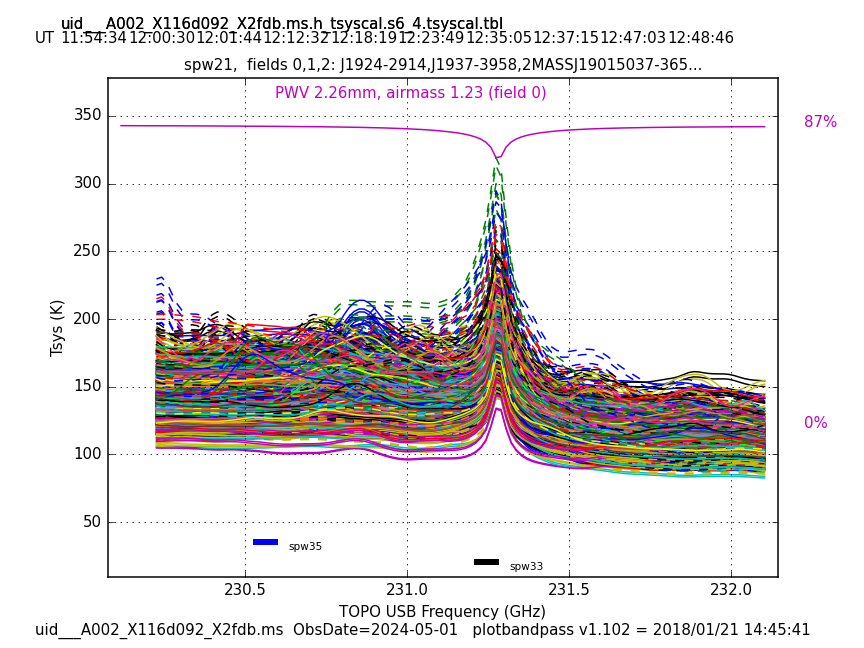 uid___A002_X116d092_X2fdb.ms.h_tsyscal.s6_4.tsyscal.tbl
UT 11:54:34 12:00:30 12:01:44 12:12:32 12:18:19 12:23:49 12:35:05 12:37:15 12:47:03 12:48:46
spw21,  fields 0,1,2: J1924-2914,J1937-3958,2MASSJ19015037-365...
PWV 2.26mm, airmass 1.23 (field 0)
350
87%
300
250
200
Tsys (K)
150
0%
100
50
spw35
spw33
230.5 231.0 231.5 232.0
TOPO USB Frequency (GHz)
uid___A002_X116d092_X2fdb.ms  ObsDate=2024-05-01   plotbandpass v1.102 = 2018/01/21 14:45:41